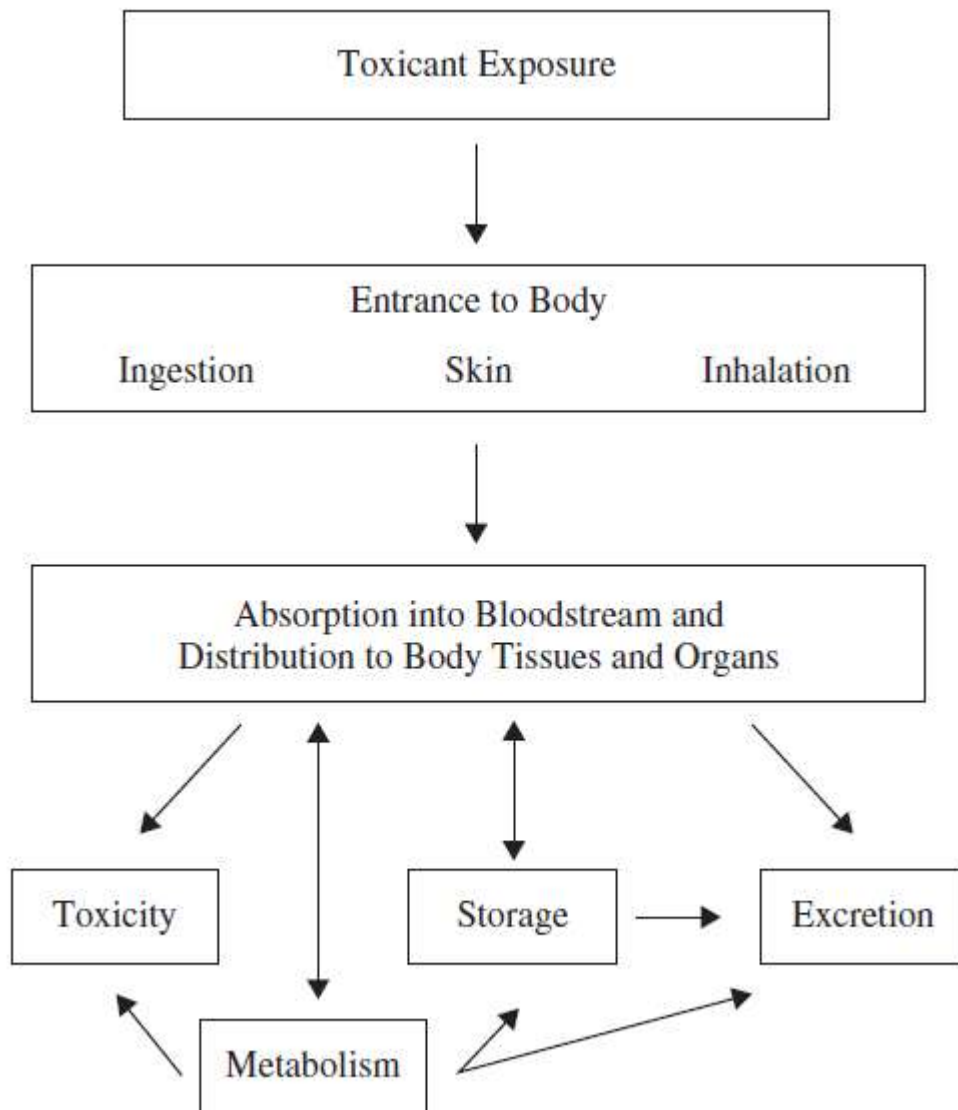 Toxicant Exposure
Entrance to Body
Ingestion Skin Inhalation
Absorption into Bloodstream and
Distribution to Body Tissues and Organs
Toxicity Storage Excretion
Metabolism